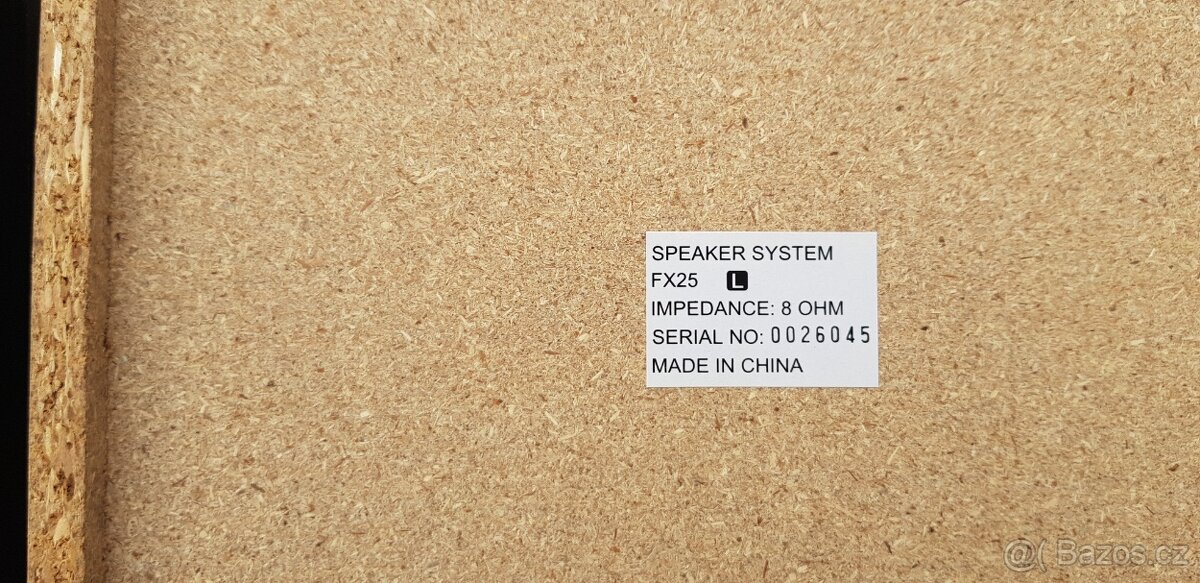 SPEAKER SYSTEM
FX25 L
IMPEDANCE: 8 OHM
SERIAL NO: 0026045
MADE IN CHINA
@( Bazos.cz